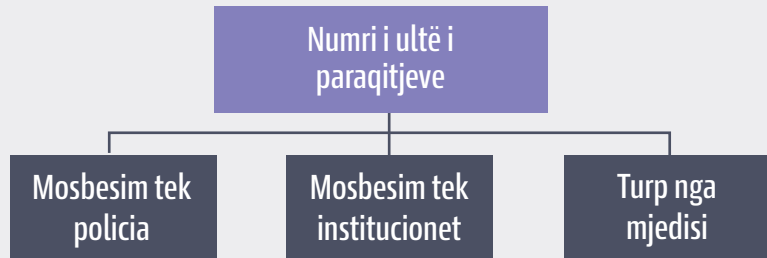 Numri i ultë i
paraqitjeve
Mosbesim tek
policia
Mosbesim tek
institucionet
Turp nga
mjedisi